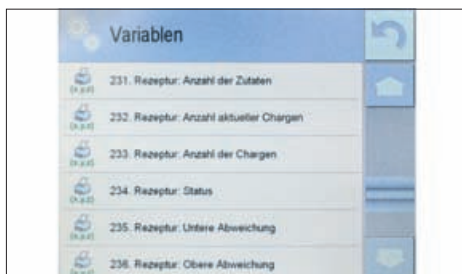 Variablen
231. Rezeptur: Anzahl der Zutaten
232. Rezeptur: Anzahl aktueller Chargen
233. Rezeptur: Anzahl der Chargen
234. Rezeptur: Status
235. Rezeptur: Untere Abweichung
236. Rezeptur: Obere Abweichung